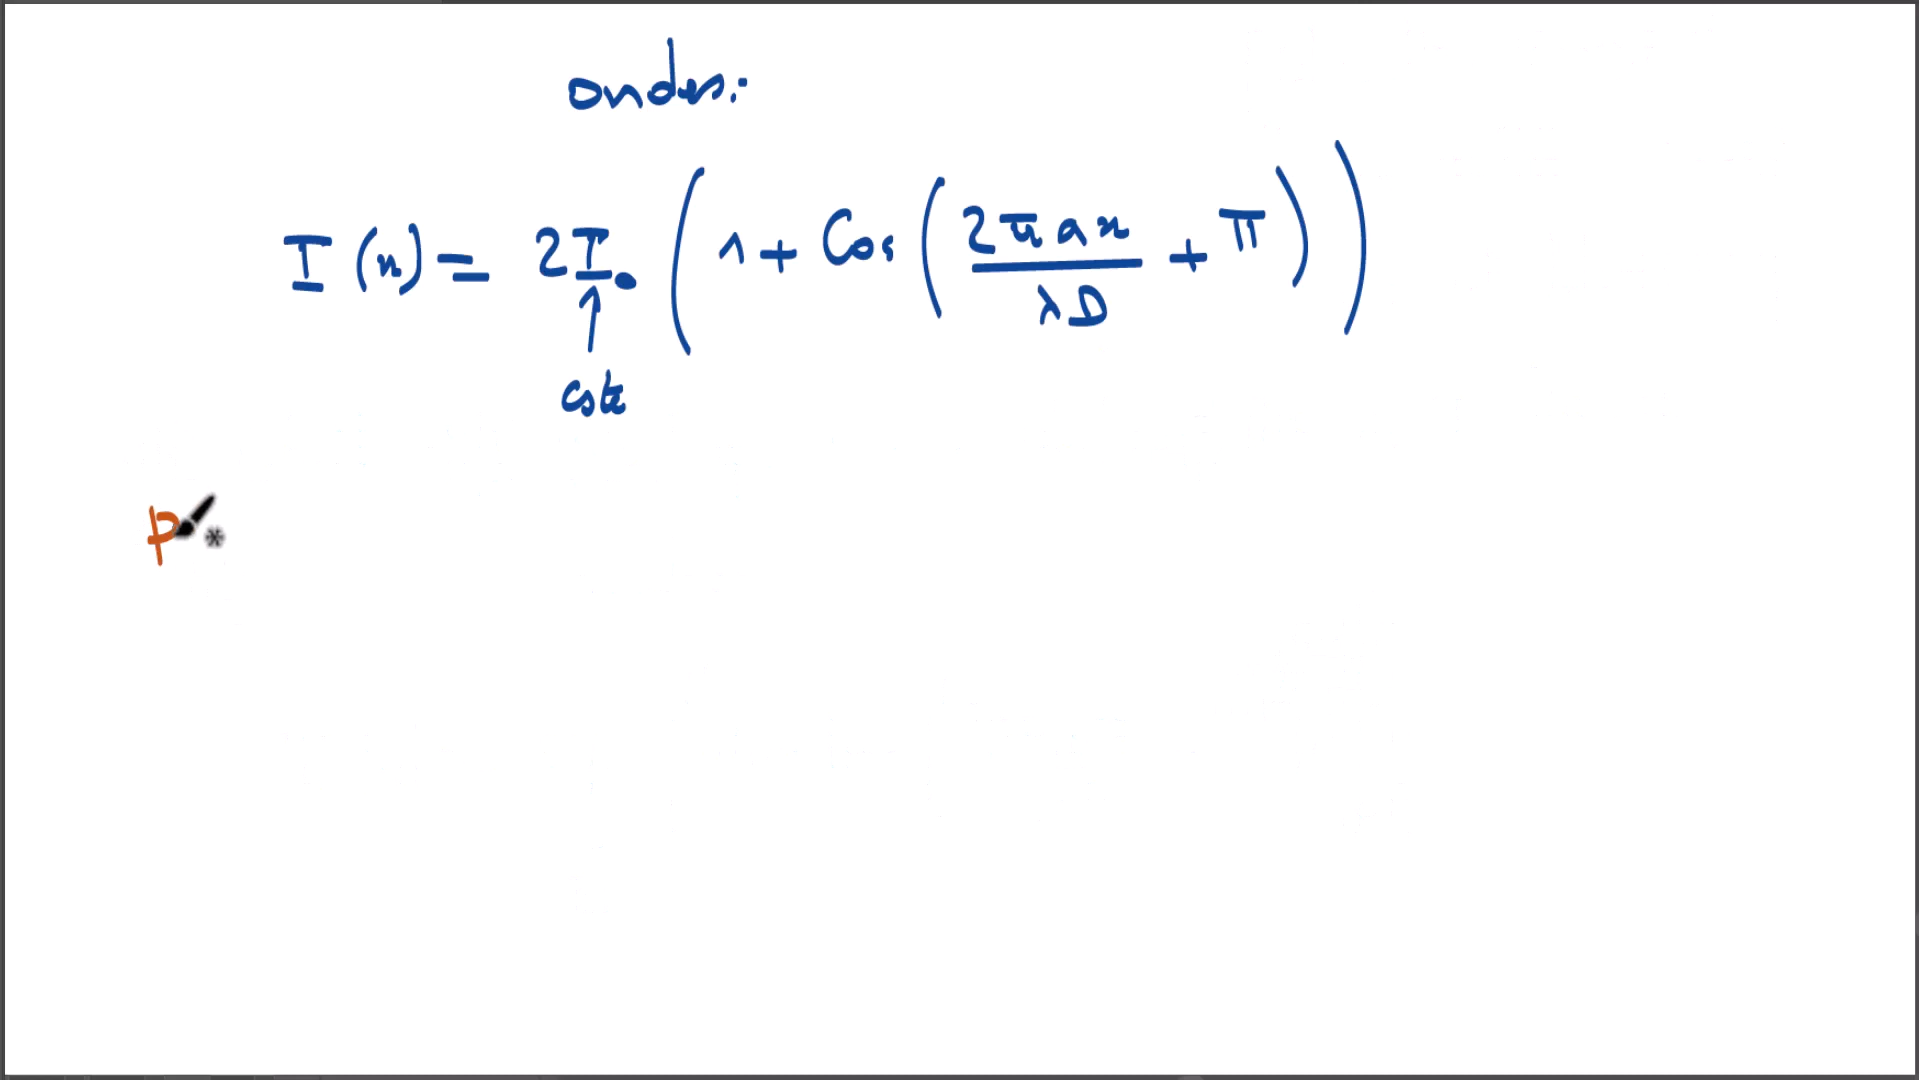 ondes:
I(x) = 2I₀ (1 + Cos(2πax/λD + π))
↑
cste
P